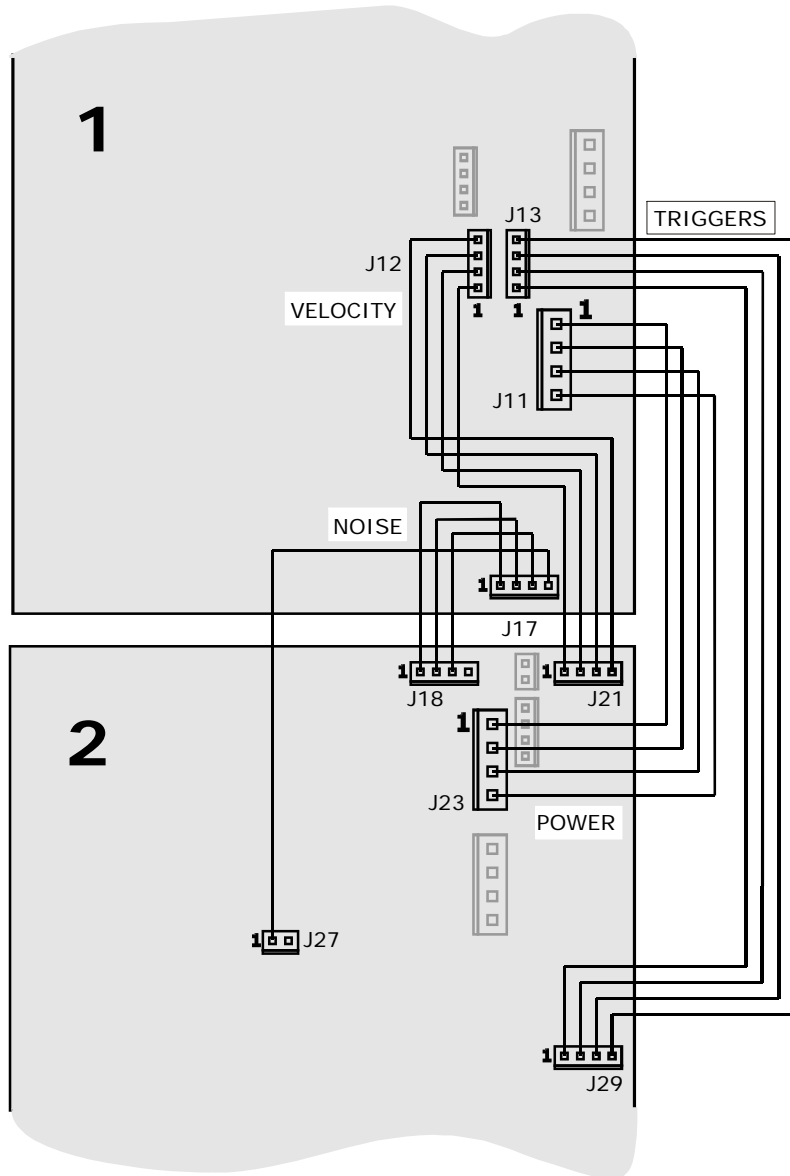 1
J13
TRIGGERS
J12
VELOCITY
1
1
1
J11
NOISE
1
J17
1
J18
1
J21
2
1
J23
POWER
1
J27
1
J29